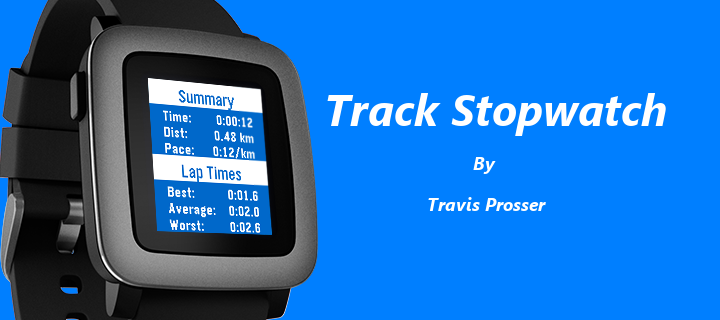 Summary
Time: 0:00:12
Dist: 0.48 km
Pace: 0:12/km
Lap Times
Best: 0:01.6
Average: 0:02.0
Worst: 0:02.6
Track Stopwatch
By
Travis Prosser